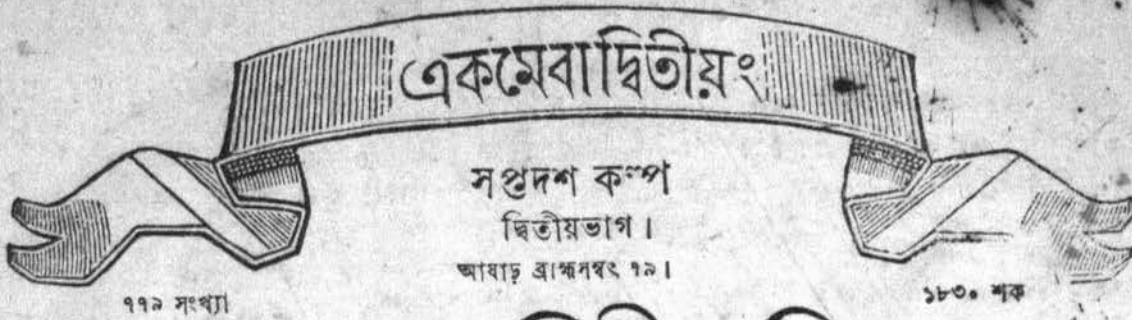 একমেবাদ্বিতীয়ং
সপ্তদশ কল্প
দ্বিতীয়ভাগ।
আষাঢ় ব্রাহ্মসম্বৎ ৭৯।
৭৭৯ সংখ্যা
১৮৩০ শক